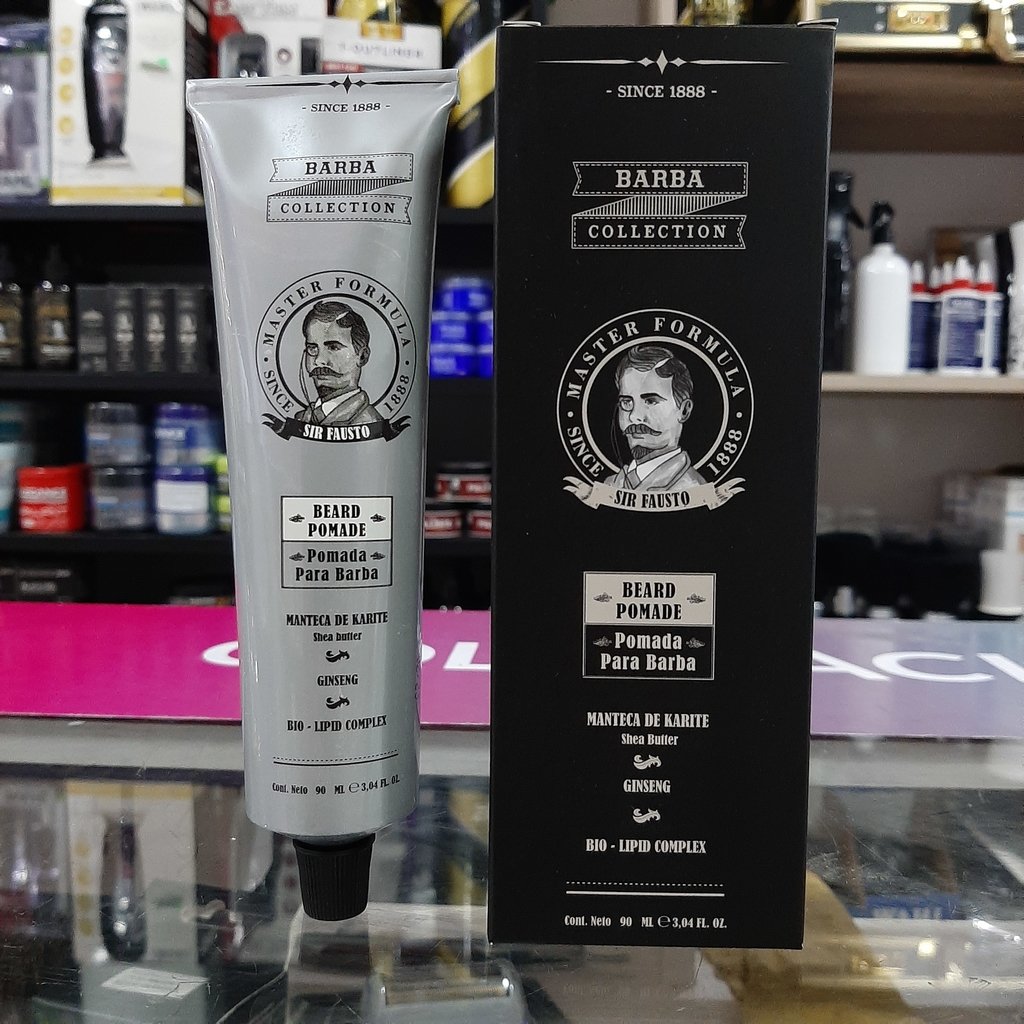 T-OUTLINER
- SINCE 1888 -
BARBA
COLLECTION
MASTER FORMULA
SINCE 1888
SIR FAUSTO
BEARD
POMADE
Pomada
Para Barba
MANTECA DE KARITE
Shea butter
GINSENG
BIO - LIPID COMPLEX
Cont. Neto 90 ML ℮ 3,04 FL. OZ.
- SINCE 1888 -
BARBA
COLLECTION
MASTER FORMULA
SINCE 1888
SIR FAUSTO
BEARD
POMADE
Pomada
Para Barba
MANTECA DE KARITE
Shea Butter
GINSENG
BIO - LIPID COMPLEX
Cont. Neto 90 ML ℮ 3,04 FL. OZ.